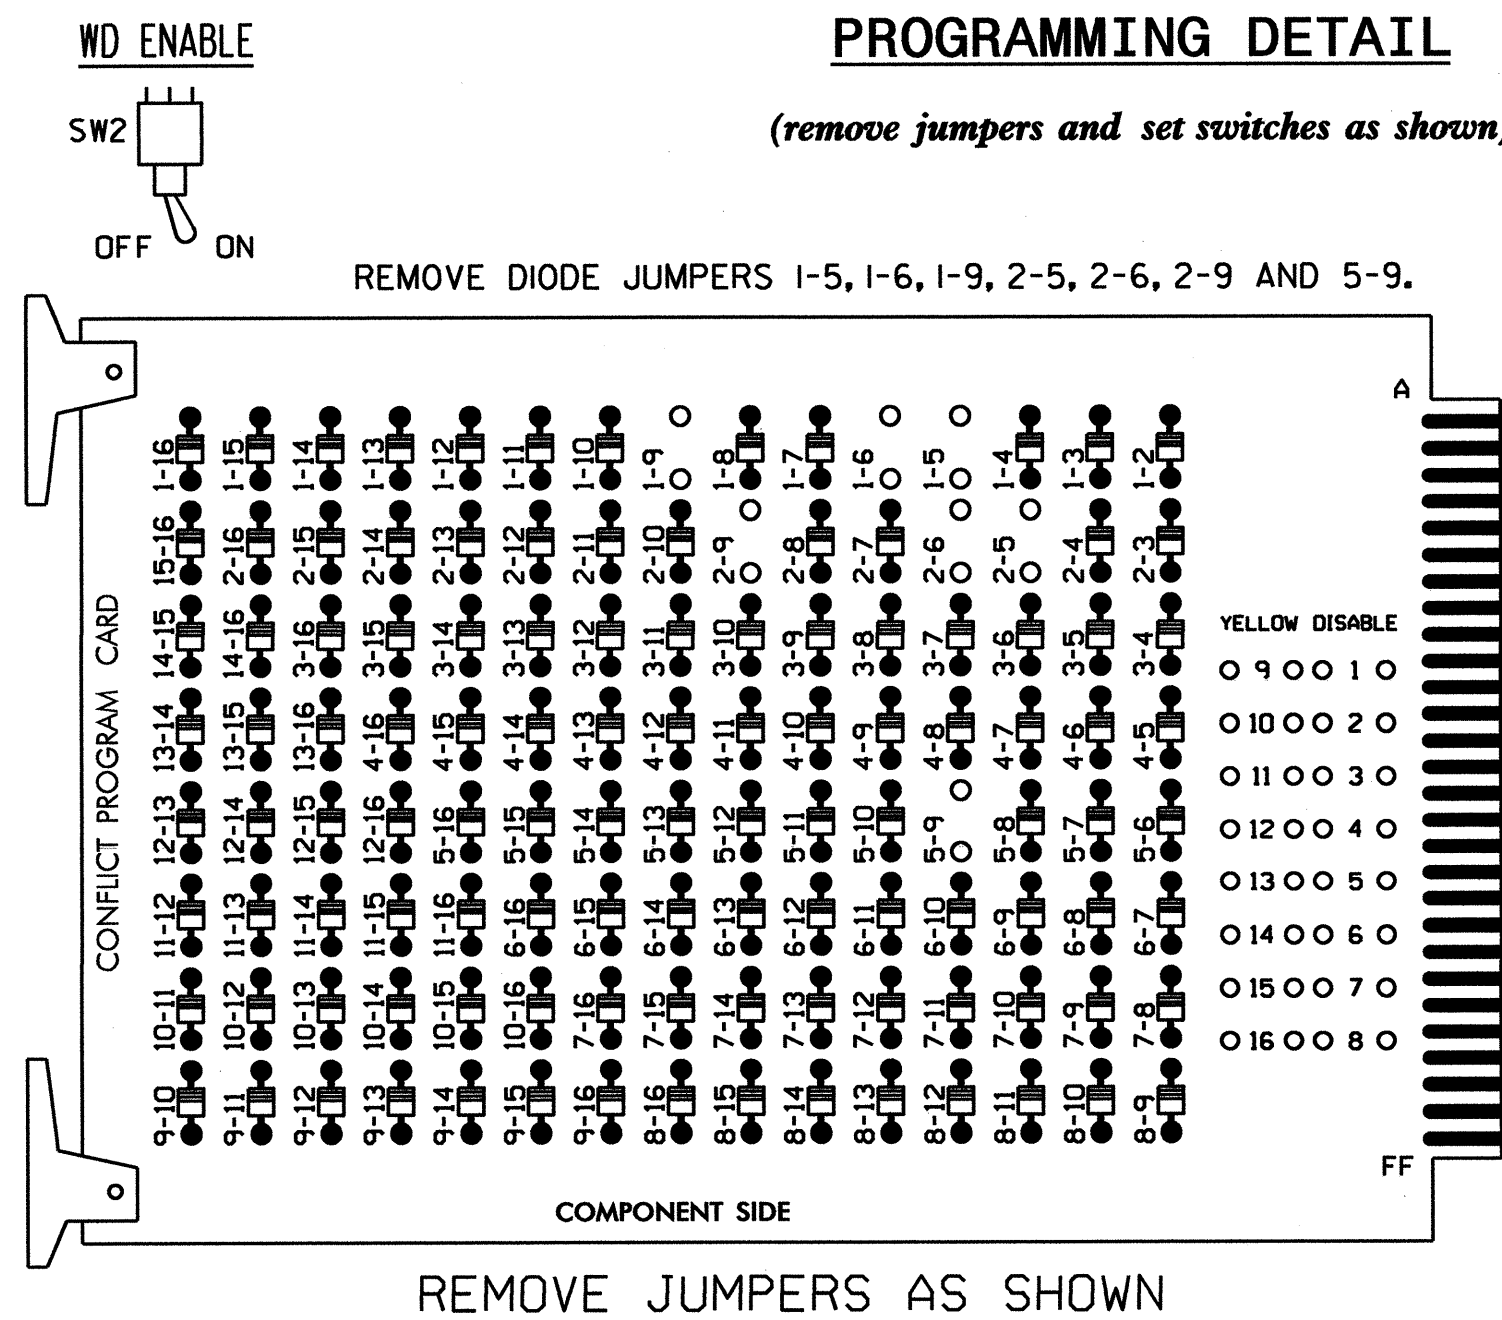 WD ENABLE
PROGRAMMING DETAIL
SW2
(remove jumpers and set switches as shown)
OFF ON
REMOVE DIODE JUMPERS 1-5, 1-6, 1-9, 2-5, 2-6, 2-9 AND 5-9.
A
1-16 1-15 1-14 1-13 1-12 1-11 1-10 1-9 1-8 1-7 1-6 1-5 1-4 1-3 1-2
15-16 2-16 2-15 2-14 2-13 2-12 2-11 2-10 2-9 2-8 2-7 2-6 2-5 2-4 2-3
14-15 14-16 3-16 3-15 3-14 3-13 3-12 3-11 3-10 3-9 3-8 3-7 3-6 3-5 3-4
13-14 13-15 13-16 4-16 4-15 4-14 4-13 4-12 4-11 4-10 4-9 4-8 4-7 4-6 4-5
12-13 12-14 12-15 12-16 5-16 5-15 5-14 5-13 5-12 5-11 5-10 5-9 5-8 5-7 5-6
11-12 11-13 11-14 11-15 11-16 6-16 6-15 6-14 6-13 6-12 6-11 6-10 6-9 6-8 6-7
10-11 10-12 10-13 10-14 10-15 10-16 7-16 7-15 7-14 7-13 7-12 7-11 7-10 7-9 7-8
9-10 9-11 9-12 9-13 9-14 9-15 9-16 8-16 8-15 8-14 8-13 8-12 8-11 8-10 8-9
CONFLICT PROGRAM CARD
YELLOW DISABLE
9 1
10 2
11 3
12 4
13 5
14 6
15 7
16 8
FF
COMPONENT SIDE
REMOVE JUMPERS AS SHOWN